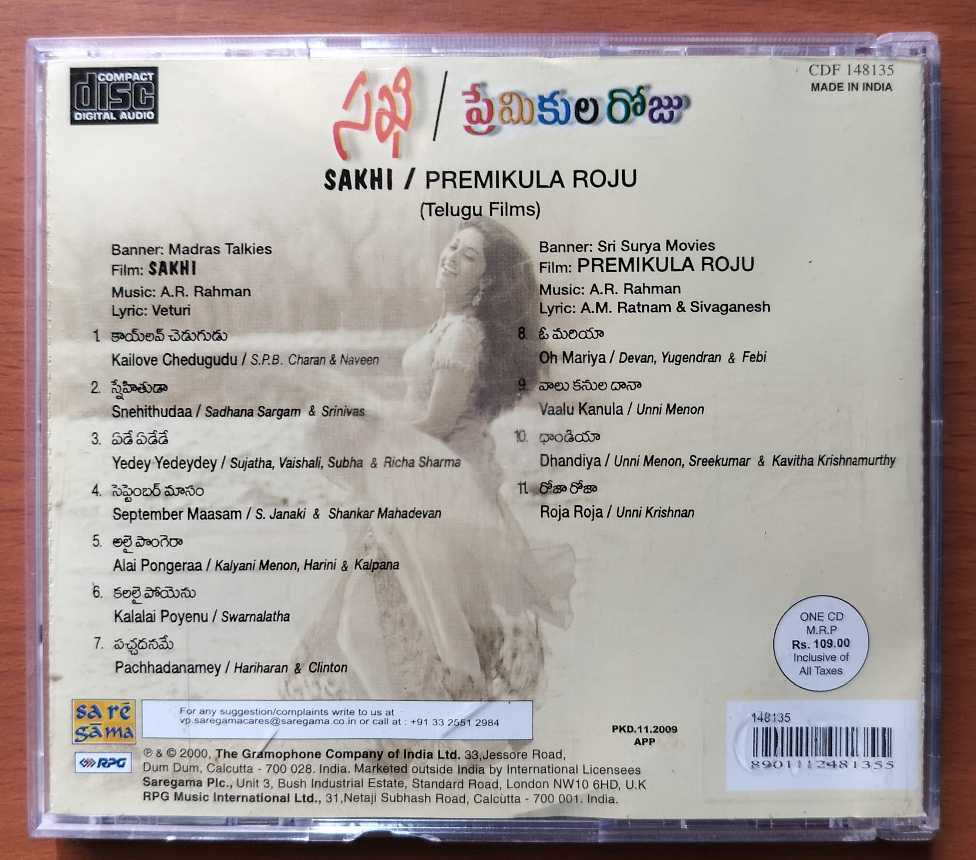 COMPACT
disc
DIGITAL AUDIO
CDF 148135
MADE IN INDIA
సఖి / ప్రేమికుల రోజు
SAKHI / PREMIKULA ROJU
(Telugu Films)
Banner: Madras Talkies
Film: SAKHI
Music: A.R. Rahman
Lyric: Veturi
1 కాయ్‌లవ్ చెడుగుడు
Kailove Chedugudu / S.P.B. Charan & Naveen
2. స్నేహితుడా
Snehithudaa / Sadhana Sargam & Srinivas
3. ఏడే ఏడేడే
Yedey Yedeydey / Sujatha, Vaishali, Subha & Richa Sharma
4. సెప్టెంబర్ మాసం
September Maasam / S. Janaki & Shankar Mahadevan
5. అలై పొంగెరా
Alai Pongeraa / Kalyani Menon, Harini & Kalpana
6. కలలై పోయెను
Kalalai Poyenu / Swarnalatha
7. పచ్చదనమే
Pachhadanamey / Hariharan & Clinton
Banner: Sri Surya Movies
Film: PREMIKULA ROJU
Music: A.R. Rahman
Lyric: A.M. Ratnam & Sivaganesh
8. ఓ మరియా
Oh Mariya / Devan, Yugendran & Febi
9. వాలు కనుల దానా
Vaalu Kanula / Unni Menon
10. ధాండియా
Dhandiya / Unni Menon, Sreekumar & Kavitha Krishnamurthy
11. రోజా రోజా
Roja Roja / Unni Krishnan
ONE CD
M.R.P
Rs. 109.00
Inclusive of
All Taxes
sa rē
gā ma
RPG
For any suggestion/complaints write to us at
vp.saregamacares@saregama.co.in or call at : +91 33 2551 2984
PKD.11.2009
APP
148135
8901112481355
℗ & © 2000, The Gramophone Company of India Ltd. 33,Jessore Road,
Dum Dum, Calcutta - 700 028. India. Marketed outside India by International Licensees
Saregama Plc., Unit 3, Bush Industrial Estate, Standard Road, London NW10 6HD, U.K
RPG Music International Ltd., 31,Netaji Subhash Road, Calcutta - 700 001. India.